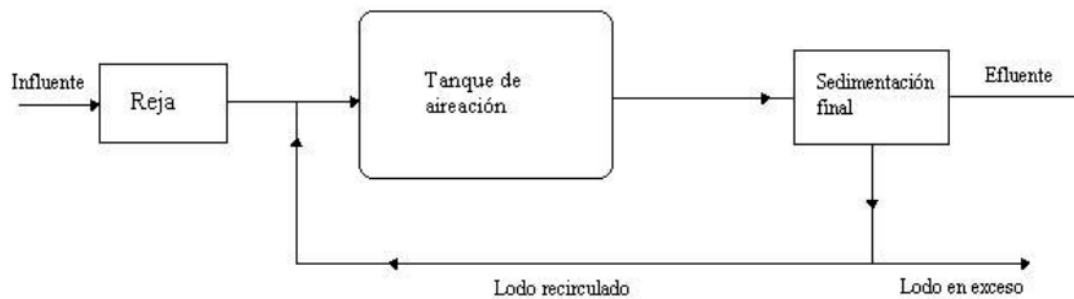 Influente
Reja
Tanque de
aireación
Sedimentación
final
Efluente
Lodo recirculado
Lodo en exceso